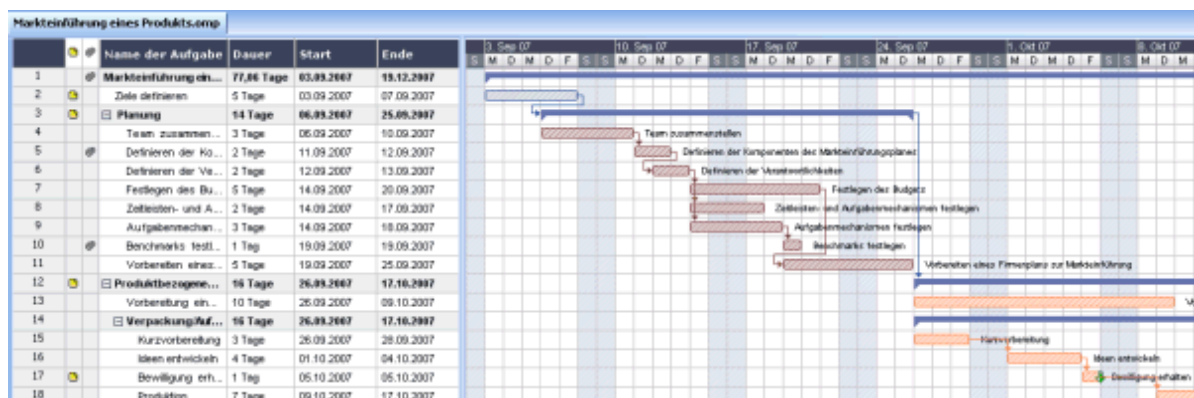 Markteinführung eines Produkts.omp
Name der Aufgabe Dauer Start Ende
3. Sep 07 10. Sep 07 17. Sep 07 24. Sep 07 1. Okt 07 8. Okt 07
S M D M D F S S M D M D F S S M D M D F S S M D M D F S S M D M D F S S M D M
1 Markteinführung ein... 77,06 Tage 03.09.2007 19.12.2007
2 Ziele definieren 5 Tage 03.09.2007 07.09.2007
3 Planung 14 Tage 06.09.2007 25.09.2007
4 Team zusammen... 3 Tage 06.09.2007 10.09.2007 Team zusammenstellen
5 Definieren der Ko... 2 Tage 11.09.2007 12.09.2007 Definieren der Komponenten des Markteinführungsplanes
6 Definieren der Ve... 2 Tage 12.09.2007 13.09.2007 Definieren der Verantwortlichkeiten
7 Festlegen des Bu... 5 Tage 14.09.2007 20.09.2007 Festlegen des Budgets
8 Zeitleisten- und A... 2 Tage 14.09.2007 17.09.2007 Zeitleisten- und Aufgabenmechanismen festlegen
9 Aufgabenmechan... 3 Tage 14.09.2007 18.09.2007 Aufgabenmechanismen festlegen
10 Benchmarks festl... 1 Tag 19.09.2007 19.09.2007 Benchmarks festlegen
11 Vorbereiten eines... 5 Tage 19.09.2007 25.09.2007 Vorbereiten eines Firmenplans zur Markteinführung
12 Produktbezogene... 16 Tage 26.09.2007 17.10.2007
13 Vorbereitung ein... 10 Tage 26.09.2007 09.10.2007
14 Verpackung/Auf... 16 Tage 26.09.2007 17.10.2007
15 Kurzvorbereitung 3 Tage 26.09.2007 28.09.2007 Kurzvorbereitung
16 Ideen entwickeln 4 Tage 01.10.2007 04.10.2007 Ideen entwickeln
17 Bewilligung erh... 1 Tag 05.10.2007 05.10.2007 Bewilligung erhalten
18 Produktion 7 Tage 09.10.2007 17.10.2007